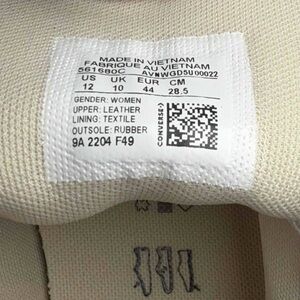 MADE IN VIETNAM
FABRIQUE AU VIETNAM
561680C AVNWGD5U00022
US UK EUR CM
12 10 44 28.5
GENDER: WOMEN
UPPER: LEATHER
LINING: TEXTILE
OUTSOLE: RUBBER
9A 2204 F49
CONVERSE